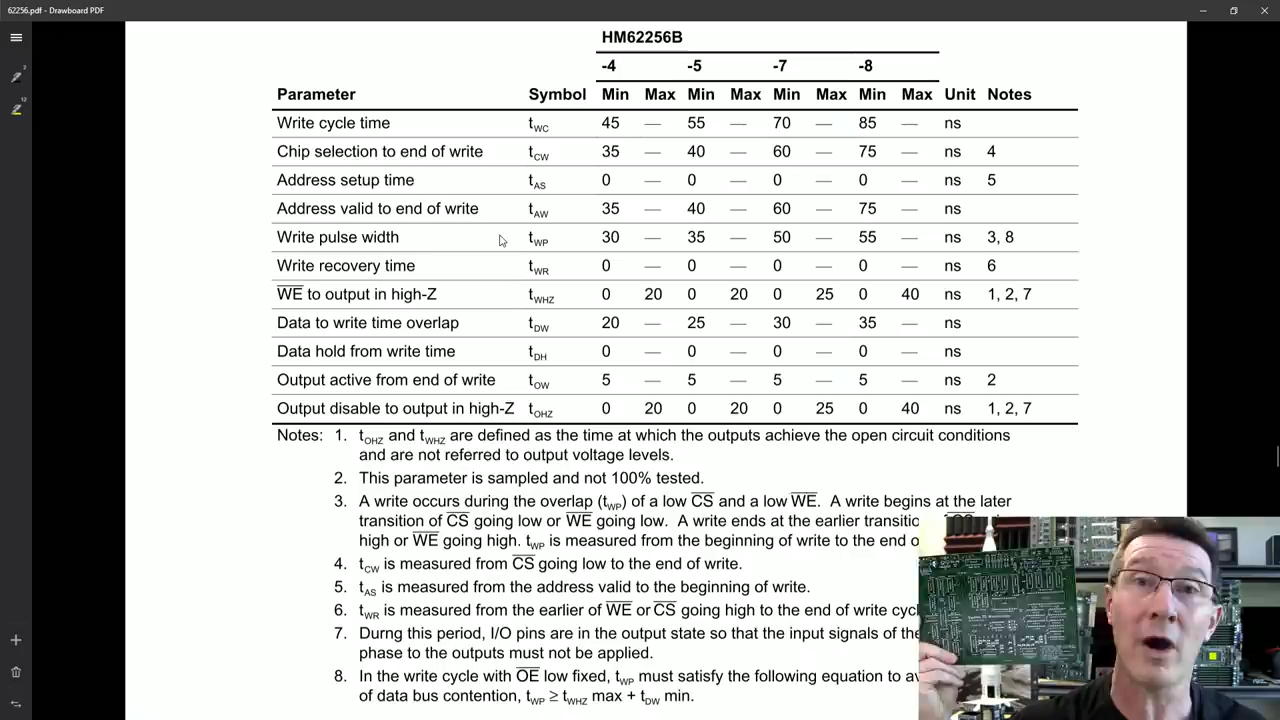 62256.pdf - Drawboard PDF
HM62256B
-4 -5 -7 -8
Parameter Symbol Min Max Min Max Min Max Min Max Unit Notes
Write cycle time tWC 45 — 55 — 70 — 85 — ns
Chip selection to end of write tCW 35 — 40 — 60 — 75 — ns 4
Address setup time tAS 0 — 0 — 0 — 0 — ns 5
Address valid to end of write tAW 35 — 40 — 60 — 75 — ns
Write pulse width tWP 30 — 35 — 50 — 55 — ns 3, 8
Write recovery time tWR 0 — 0 — 0 — 0 — ns 6
WE to output in high-Z tWHZ 0 20 0 20 0 25 0 40 ns 1, 2, 7
Data to write time overlap tDW 20 — 25 — 30 — 35 — ns
Data hold from write time tDH 0 — 0 — 0 — 0 — ns
Output active from end of write tOW 5 — 5 — 5 — 5 — ns 2
Output disable to output in high-Z tOHZ 0 20 0 20 0 25 0 40 ns 1, 2, 7
Notes: 1. tOHZ and tWHZ are defined as the time at which the outputs achieve the open circuit conditions
and are not referred to output voltage levels.
2. This parameter is sampled and not 100% tested.
3. A write occurs during the overlap (tWP) of a low CS and a low WE. A write begins at the later
transition of CS going low or WE going low. A write ends at the earlier transitio
high or WE going high. tWP is measured from the beginning of write to the end o
4. tCW is measured from CS going low to the end of write.
5. tAS is measured from the address valid to the beginning of write.
6. tWR is measured from the earlier of WE or CS going high to the end of write cyc
7. Durng this period, I/O pins are in the output state so that the input signals of the
phase to the outputs must not be applied.
8. In the write cycle with OE low fixed, tWP must satisfy the following equation to av
of data bus contention, tWP ≥ tWHZ max + tDW min.